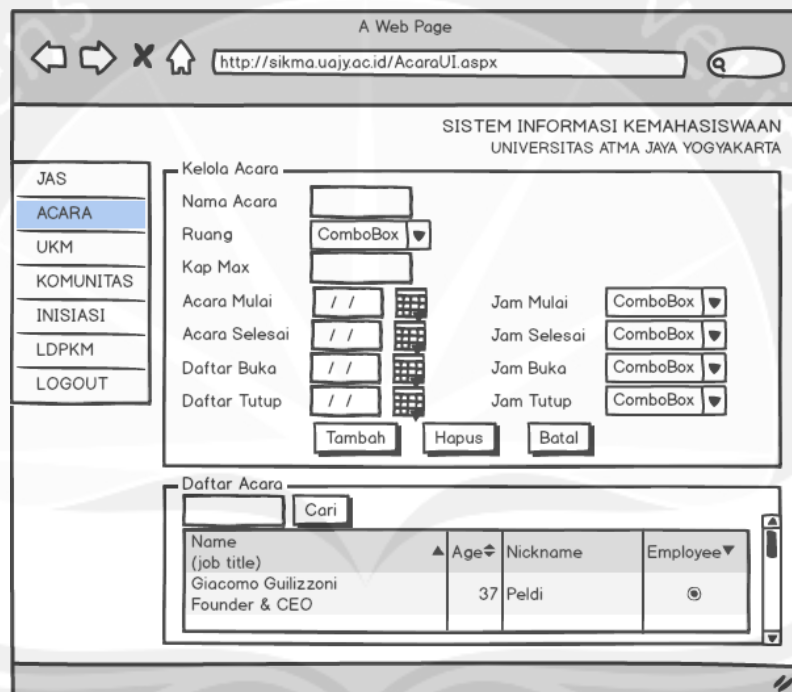 A Web Page
http://sikma.uajy.ac.id/AcaraUI.aspx
SISTEM INFORMASI KEMAHASISWAAN
UNIVERSITAS ATMA JAYA YOGYAKARTA
JAS
ACARA
UKM
KOMUNITAS
INISIASI
LDPKM
LOGOUT
Kelola Acara
Nama Acara
Ruang ComboBox
Kap Max
Acara Mulai / / Jam Mulai ComboBox
Acara Selesai / / Jam Selesai ComboBox
Daftar Buka / / Jam Buka ComboBox
Daftar Tutup / / Jam Tutup ComboBox
Tambah Hapus Batal
Daftar Acara
Cari
Name
(job title) Age Nickname Employee
Giacomo Guilizzoni
Founder & CEO 37 Peldi